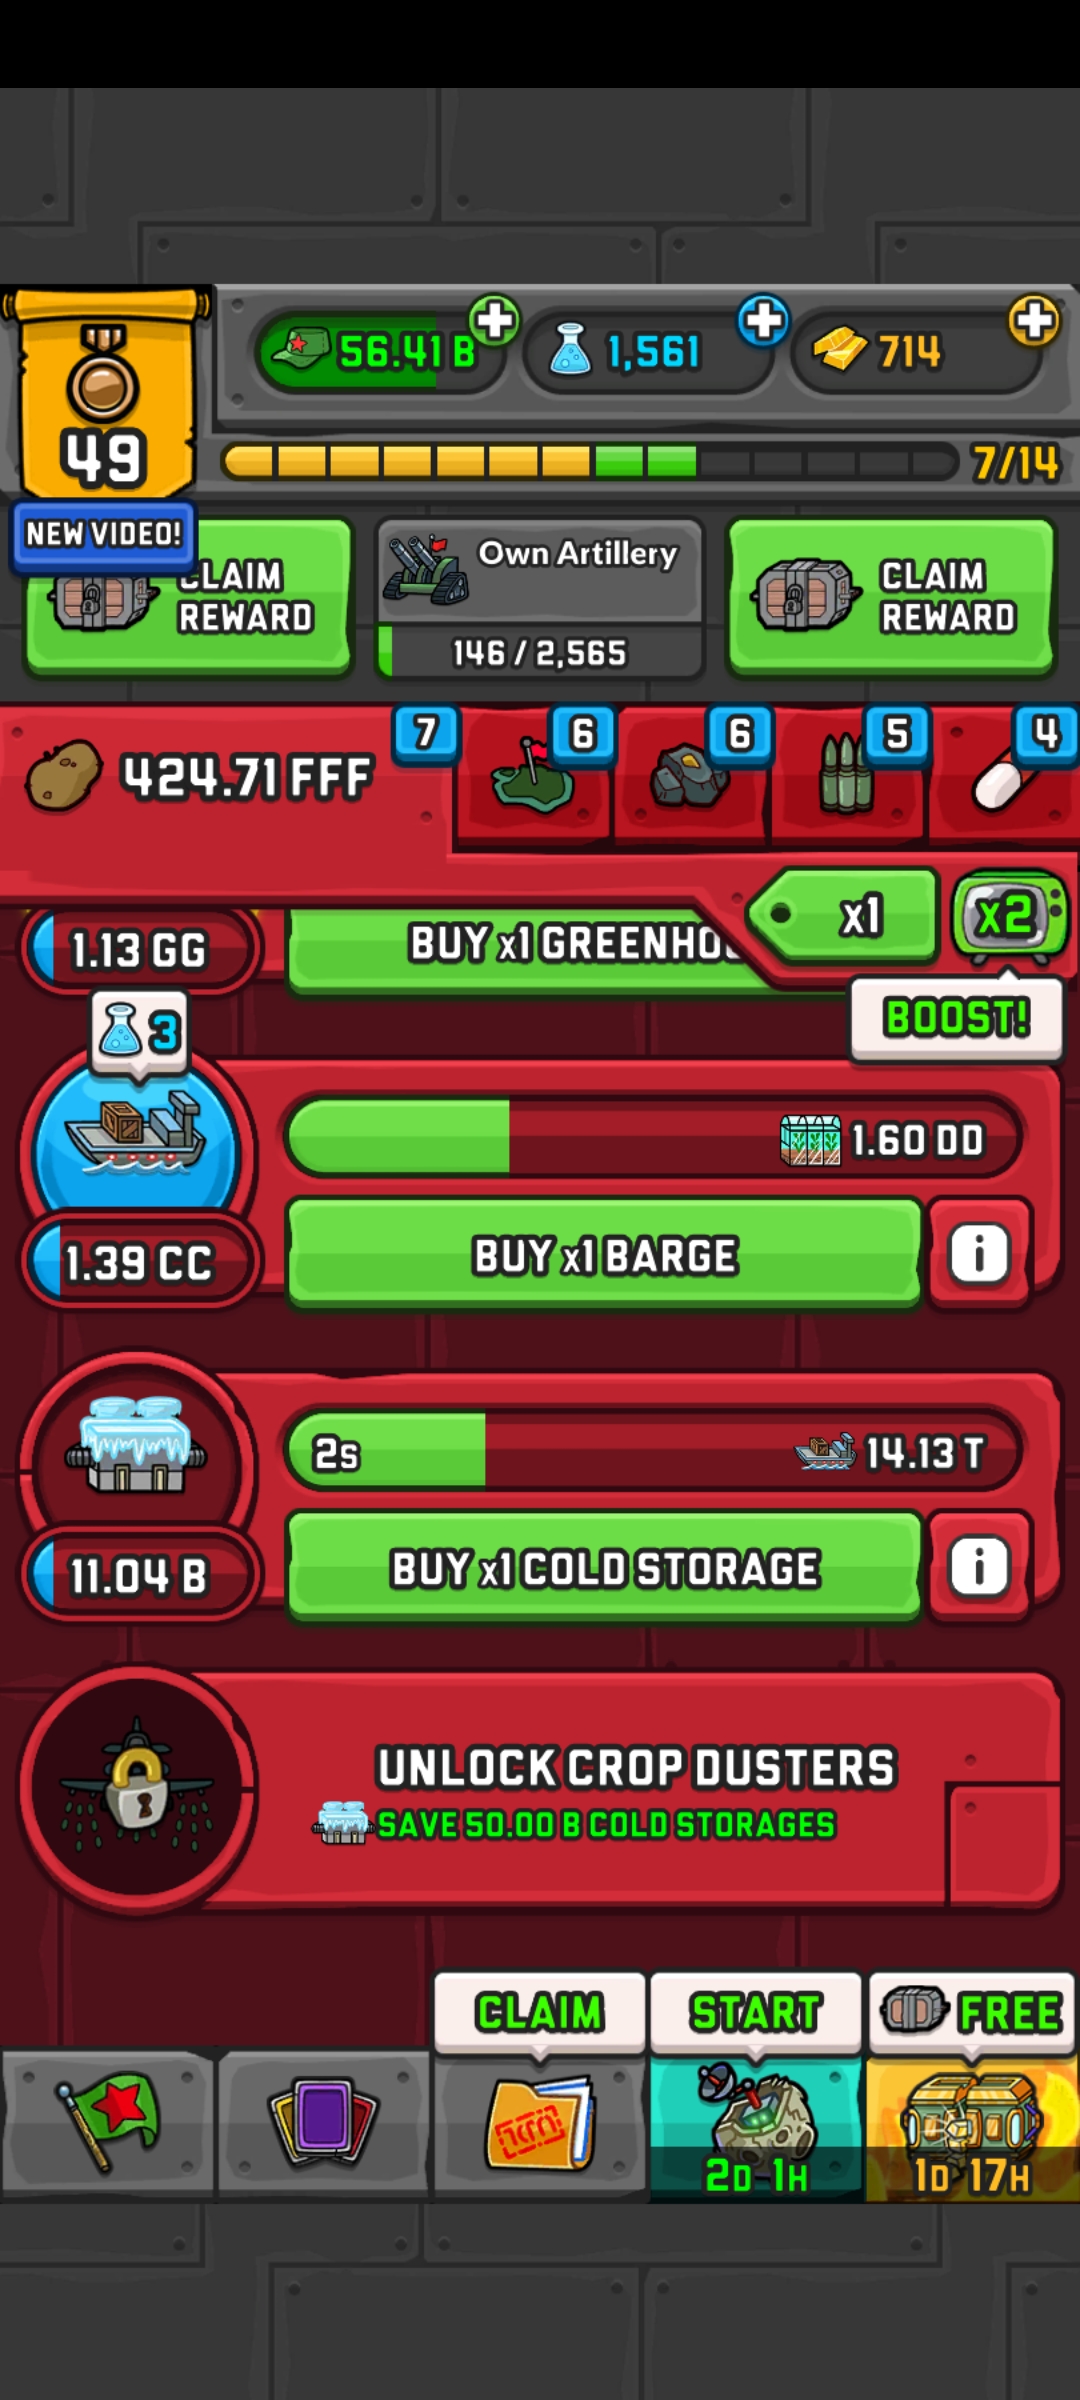 56.41 B
1,561
714
49
7/14
NEW VIDEO!
CLAIM
REWARD
Own Artillery
146 / 2,565
CLAIM
REWARD
424.71 FFF
7
6
6
5
4
x1
x2
BOOST!
1.13 GG
BUY x1 GREENHO
3
1.60 DD
1.39 CC
BUY x1 BARGE
i
2s
14.13 T
11.04 B
BUY x1 COLD STORAGE
i
UNLOCK CROP DUSTERS
SAVE 50.00 B COLD STORAGES
CLAIM
START
FREE
2D 1H
1D 17H